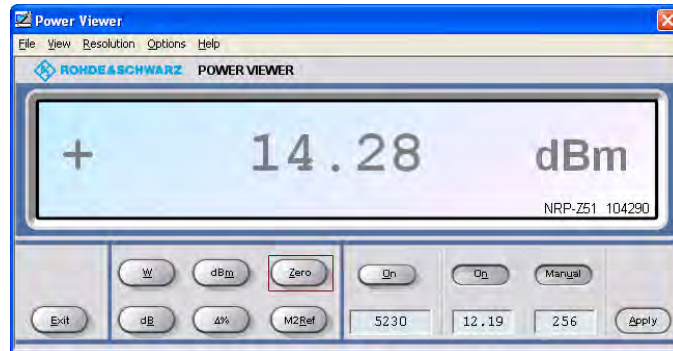 Power Viewer
File View Resolution Options Help
ROHDE&SCHWARZ POWER VIEWER
+ 14.28 dBm
NRP-Z51 104290
W dBm Zero On On Manual
Exit dB Δ% M2Ref 5230 12.19 256 Apply